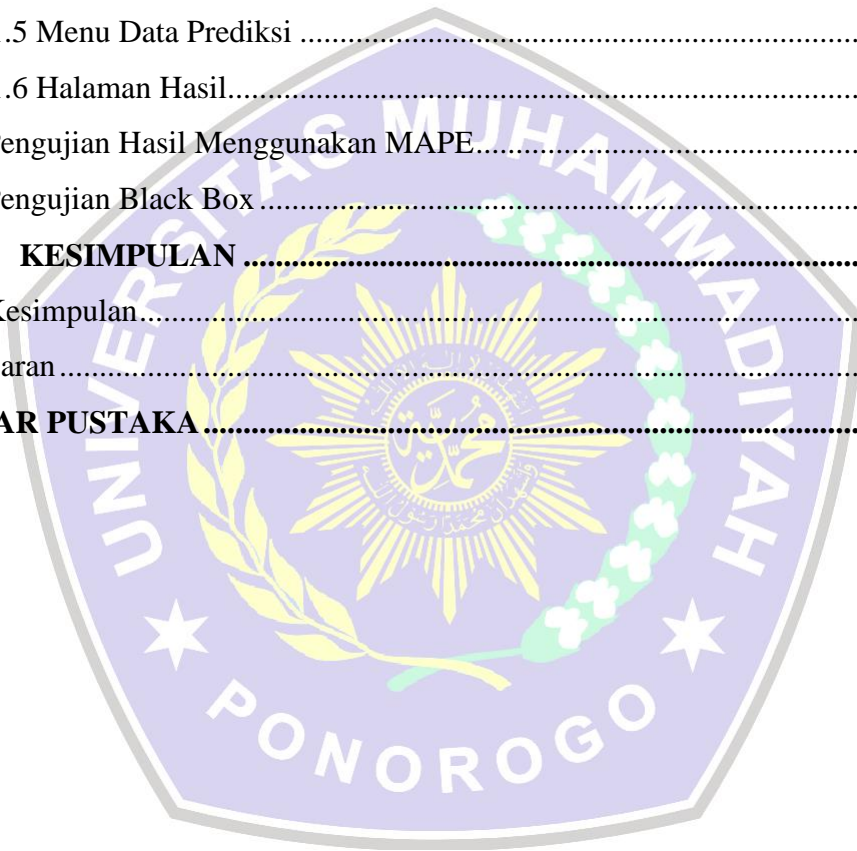 .5 Menu Data Prediksi ..........................................................................
.6 Halaman Hasil....................................................................................
engujian Hasil Menggunakan MAPE..................................................
engujian Black Box ................................................................................
KESIMPULAN ..................................................................................
esimpulan................................................................................................
aran ..........................................................................................................
AR PUSTAKA ........................................................................................
UNIVERSITAS MUHAMMADIYAH
PONOROGO
محمدية